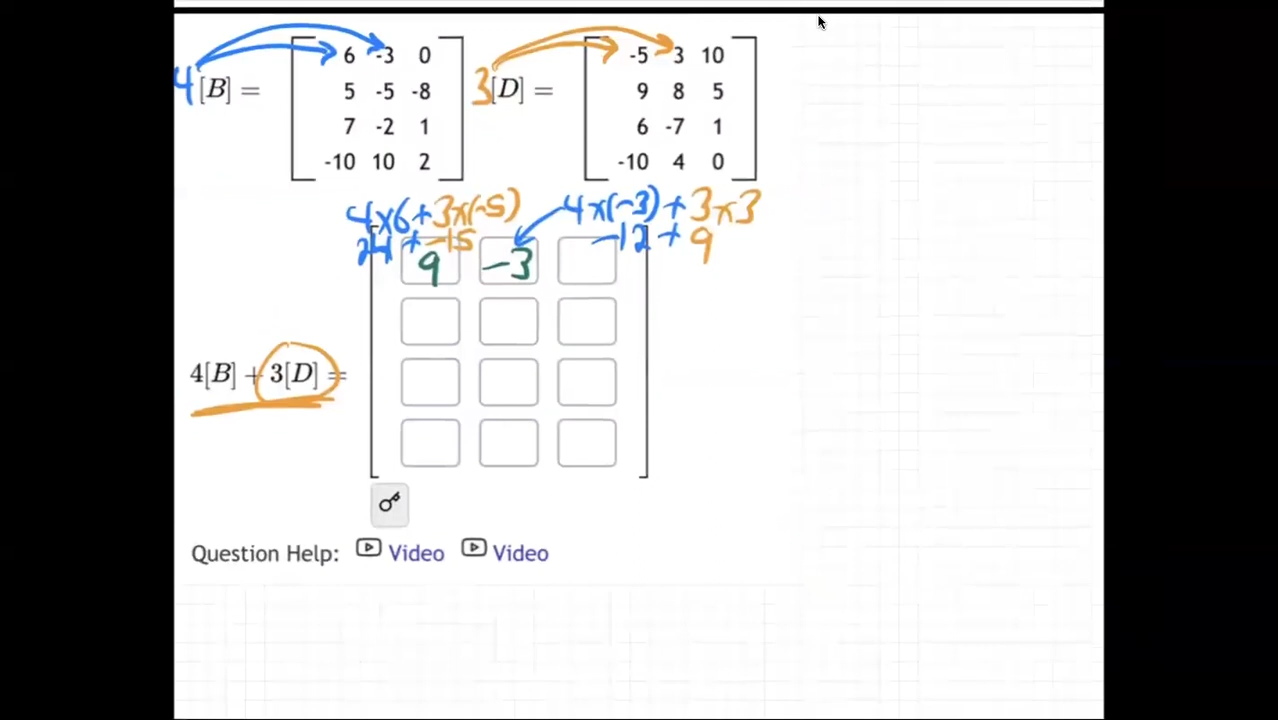 4[B] = 6 -3 0 3[D] = -5 3 10
5 -5 -8 9 8 5
7 -2 1 6 -7 1
-10 10 2 -10 4 0
4x6+3x(-5) 4x(-3)+3x3
24+-15 -12+9
9 -3
4[B] + 3[D] =
Question Help: Video Video